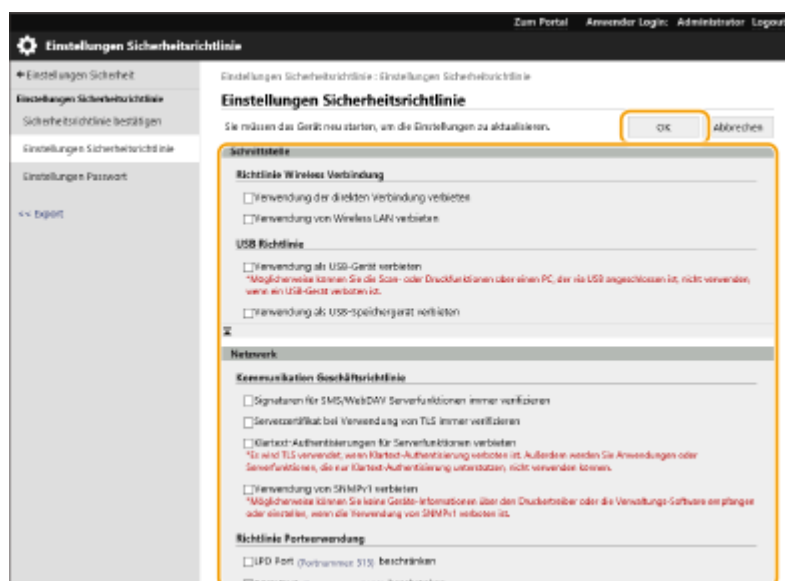 Zum Portal Anwender Login: Administrator Logout
Einstellungen Sicherheitsrichtlinie
Einstellungen Sicherheit
Einstellungen Sicherheitsrichtlinie : Einstellungen Sicherheitsrichtlinie
Einstellungen Sicherheitsrichtlinie
Sicherheitsrichtlinie bestätigen
Einstellungen Sicherheitsrichtlinie
Einstellungen Passwort
<< Export
Einstellungen Sicherheitsrichtlinie
Sie müssen das Gerät neu starten, um die Einstellungen zu aktualisieren.
OK
Abbrechen
Schnittstelle
Richtlinie Wireless Verbindung
Verwendung der direkten Verbindung verbieten
Verwendung von Wireless LAN verbieten
USB Richtlinie
Verwendung als USB-Gerät verbieten
*Möglicherweise können Sie die Scan- oder Druckfunktionen über einen PC, der via USB angeschlossen ist, nicht verwenden,
wenn ein USB-Gerät verboten ist.
Verwendung als USB-Speichergerät verbieten
Netzwerk
Kommunikation Geschäftsrichtlinie
Signaturen für SMS/WebDAV Serverfunktionen immer verifizieren
Serverzertifikat bei Verwendung von TLS immer verifizieren
Klartext-Authentisierungen für Serverfunktionen verbieten
*Es wird TLS verwendet, wenn Klartext-Authentisierung verboten ist. Außerdem werden Sie Anwendungen oder
Serverfunktionen, die nur Klartext-Authentisierung unterstützen, nicht verwenden können.
Verwendung von SNMPv1 verbieten
*Möglicherweise können Sie keine Geräte-Informationen über den Druckertreiber oder die Verwaltungs-Software empfangen
oder einstellen, wenn die Verwendung von SNMPv1 verboten ist.
Richtlinie Portverwendung
LPD Port (Portnummer: 515) beschränken